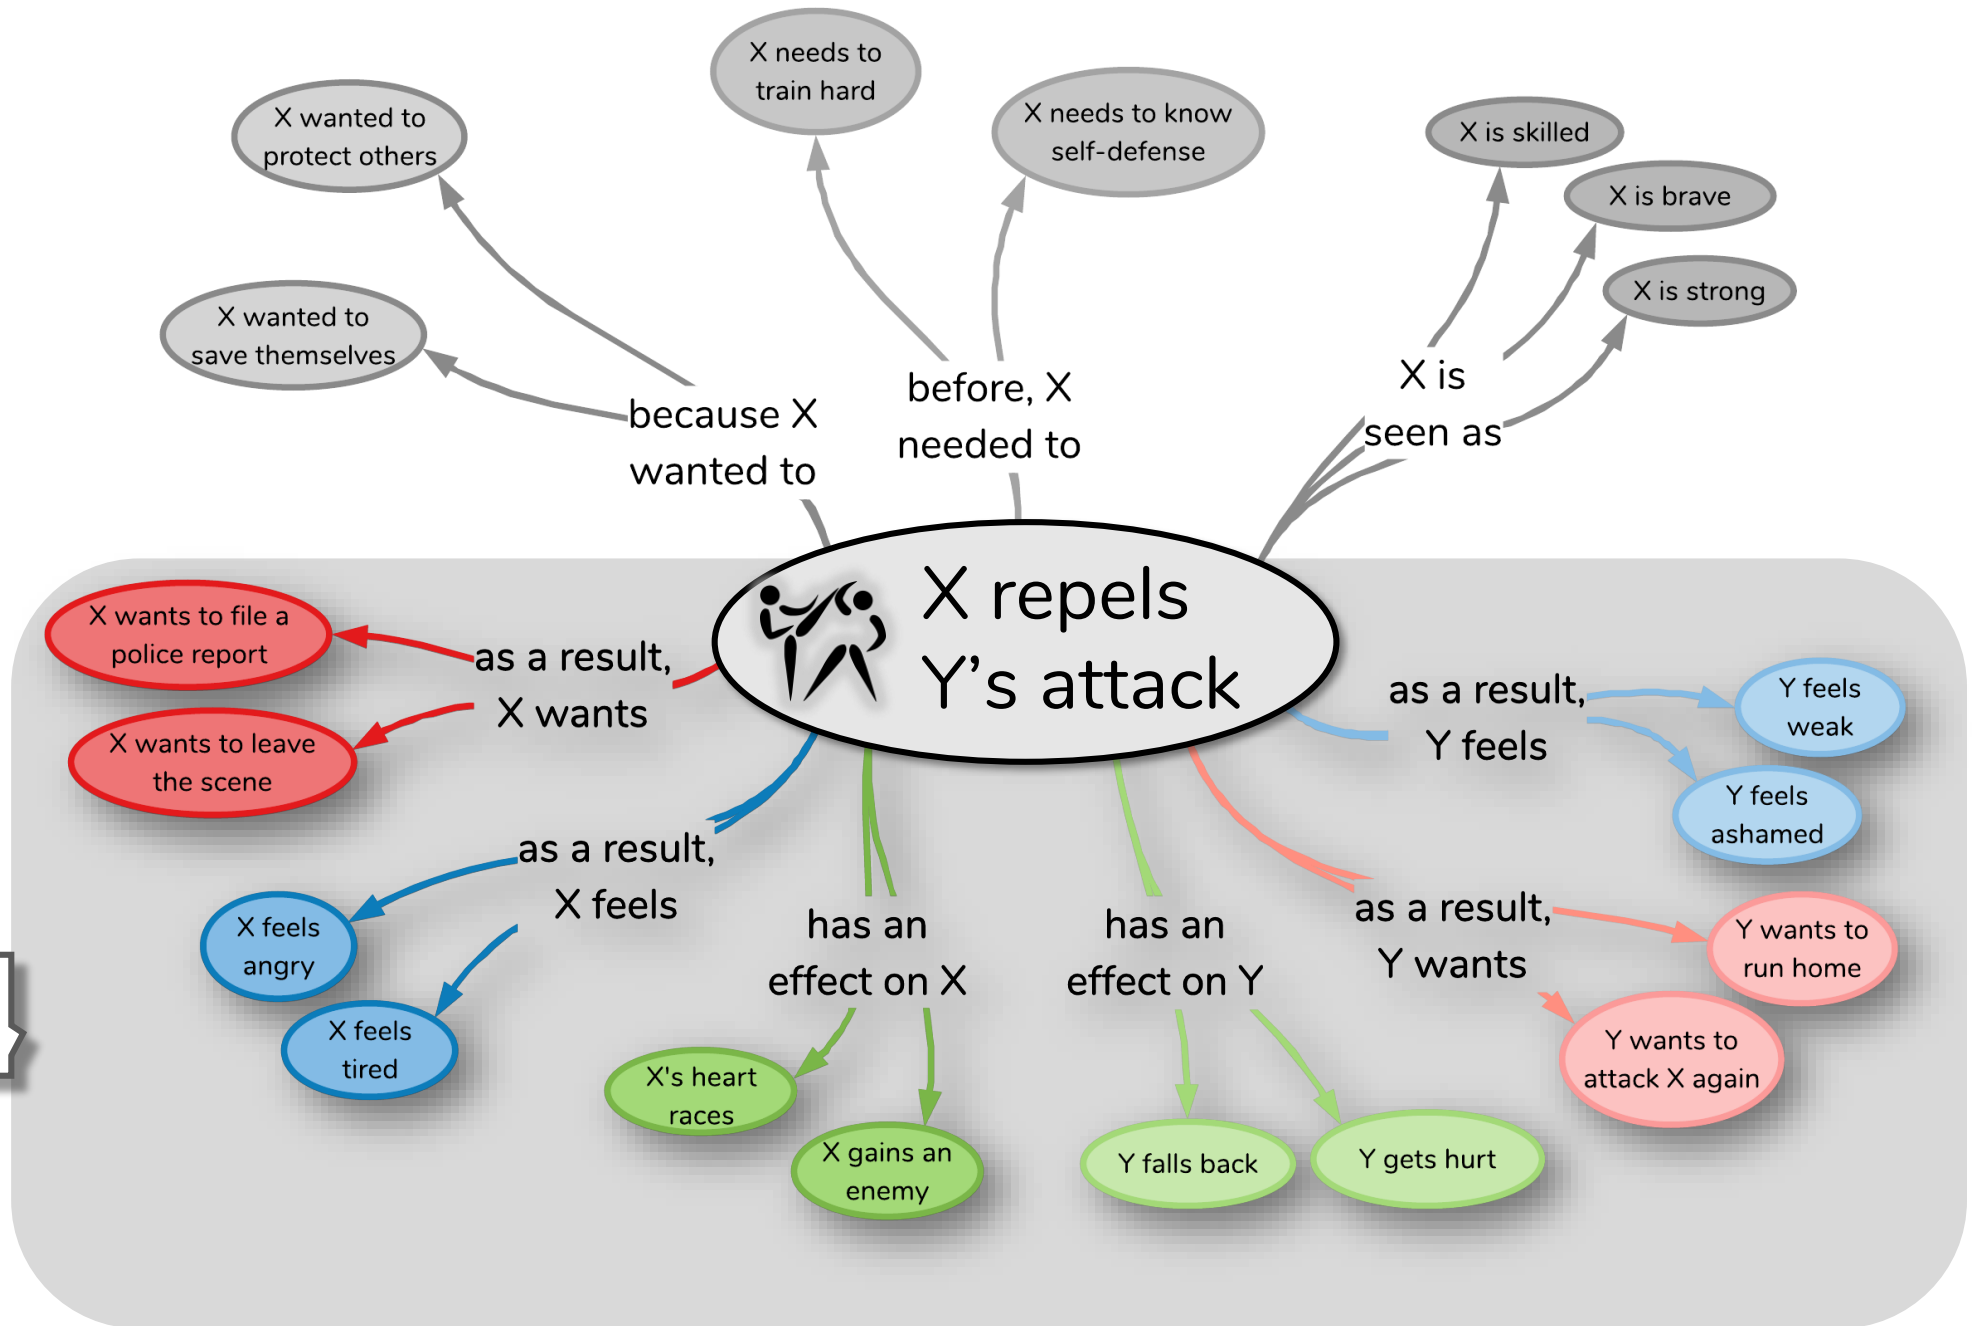 X needs to
train hard
X wanted to
protect others
X needs to know
self-defense
X is skilled
X is brave
X is strong
X wanted to
save themselves
because X
wanted to
before, X
needed to
X is
seen as
X repels
Y's attack
X wants to file a
police report
as a result,
X wants
X wants to leave
the scene
as a result,
X feels
X feels
angry
X feels
tired
has an
effect on X
X's heart
races
X gains an
enemy
has an
effect on Y
Y falls back
Y gets hurt
as a result,
Y wants
Y wants to
run home
Y wants to
attack X again
as a result,
Y feels
Y feels
weak
Y feels
ashamed